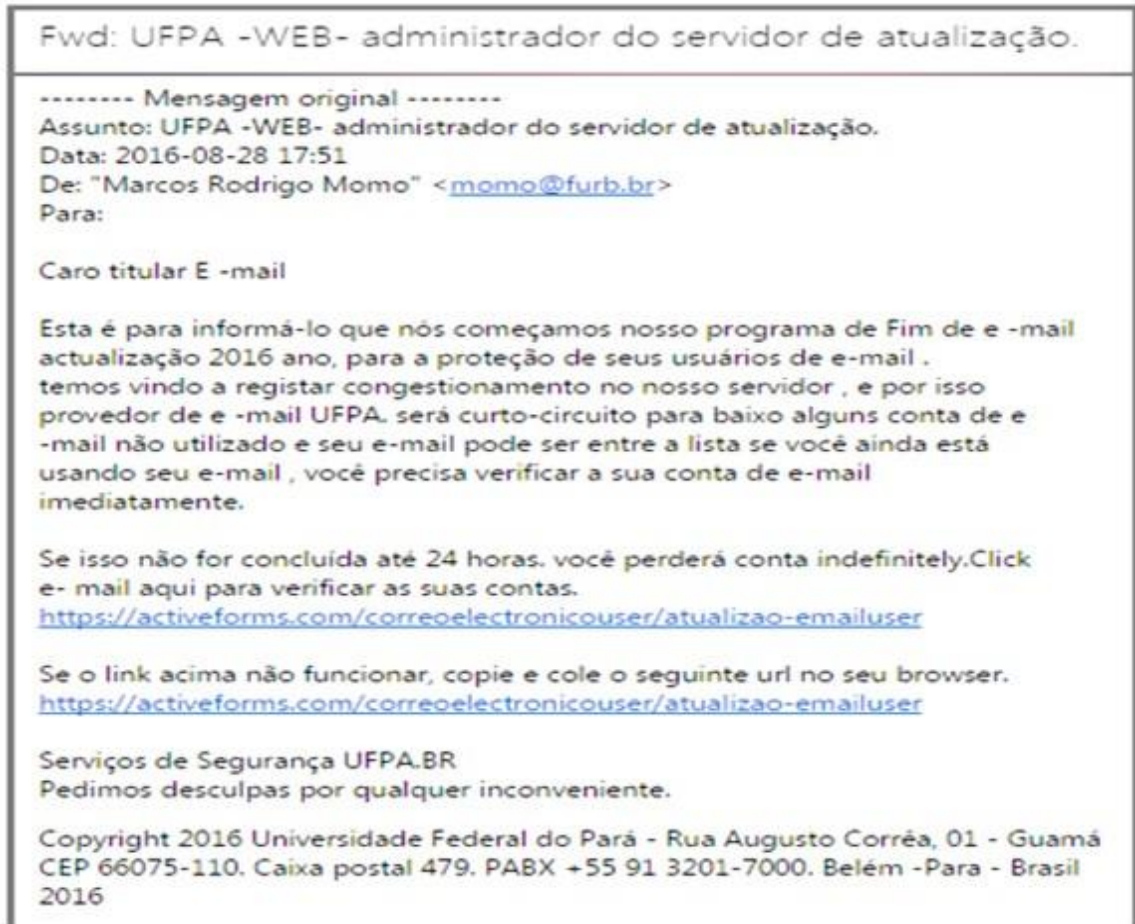 Fwd: UFPA -WEB- administrador do servidor de atualização.
-------- Mensagem original --------
Assunto: UFPA -WEB- administrador do servidor de atualização.
Data: 2016-08-28 17:51
De: "Marcos Rodrigo Momo" <momo@furb.br>
Para:
Caro titular E -mail
Esta é para informá-lo que nós começamos nosso programa de Fim de e -mail
actualização 2016 ano, para a proteção de seus usuários de e-mail .
temos vindo a registar congestionamento no nosso servidor , e por isso
provedor de e -mail UFPA. será curto-circuito para baixo alguns conta de e
-mail não utilizado e seu e-mail pode ser entre a lista se você ainda está
usando seu e-mail , você precisa verificar a sua conta de e-mail
imediatamente.
Se isso não for concluída até 24 horas. você perderá conta indefinitely.Click
e- mail aqui para verificar as suas contas.
https://activeforms.com/correoelectronicouser/atualizao-emailuser
Se o link acima não funcionar, copie e cole o seguinte url no seu browser.
https://activeforms.com/correoelectronicouser/atualizao-emailuser
Serviços de Segurança UFPA.BR
Pedimos desculpas por qualquer inconveniente.
Copyright 2016 Universidade Federal do Pará - Rua Augusto Corrêa, 01 - Guamá
CEP 66075-110. Caixa postal 479. PABX +55 91 3201-7000. Belém -Para - Brasil
2016